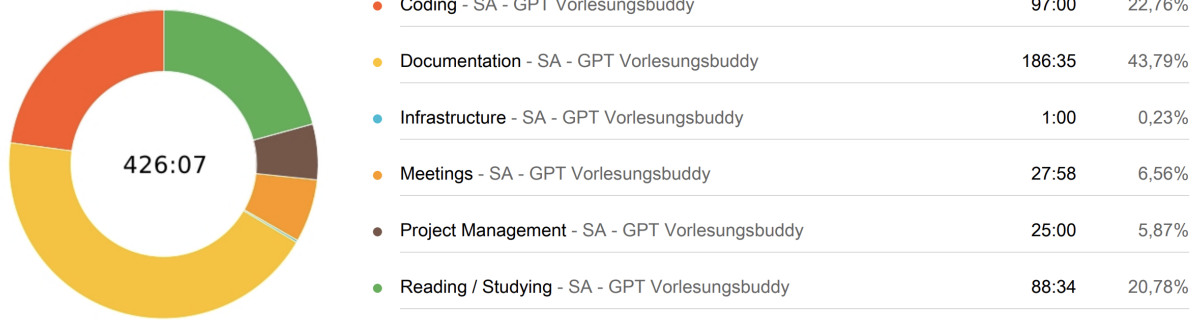 426:07
Coding - SA - GPT Vorlesungsbuddy 97:00 22,76%
Documentation - SA - GPT Vorlesungsbuddy 186:35 43,79%
Infrastructure - SA - GPT Vorlesungsbuddy 1:00 0,23%
Meetings - SA - GPT Vorlesungsbuddy 27:58 6,56%
Project Management - SA - GPT Vorlesungsbuddy 25:00 5,87%
Reading / Studying - SA - GPT Vorlesungsbuddy 88:34 20,78%